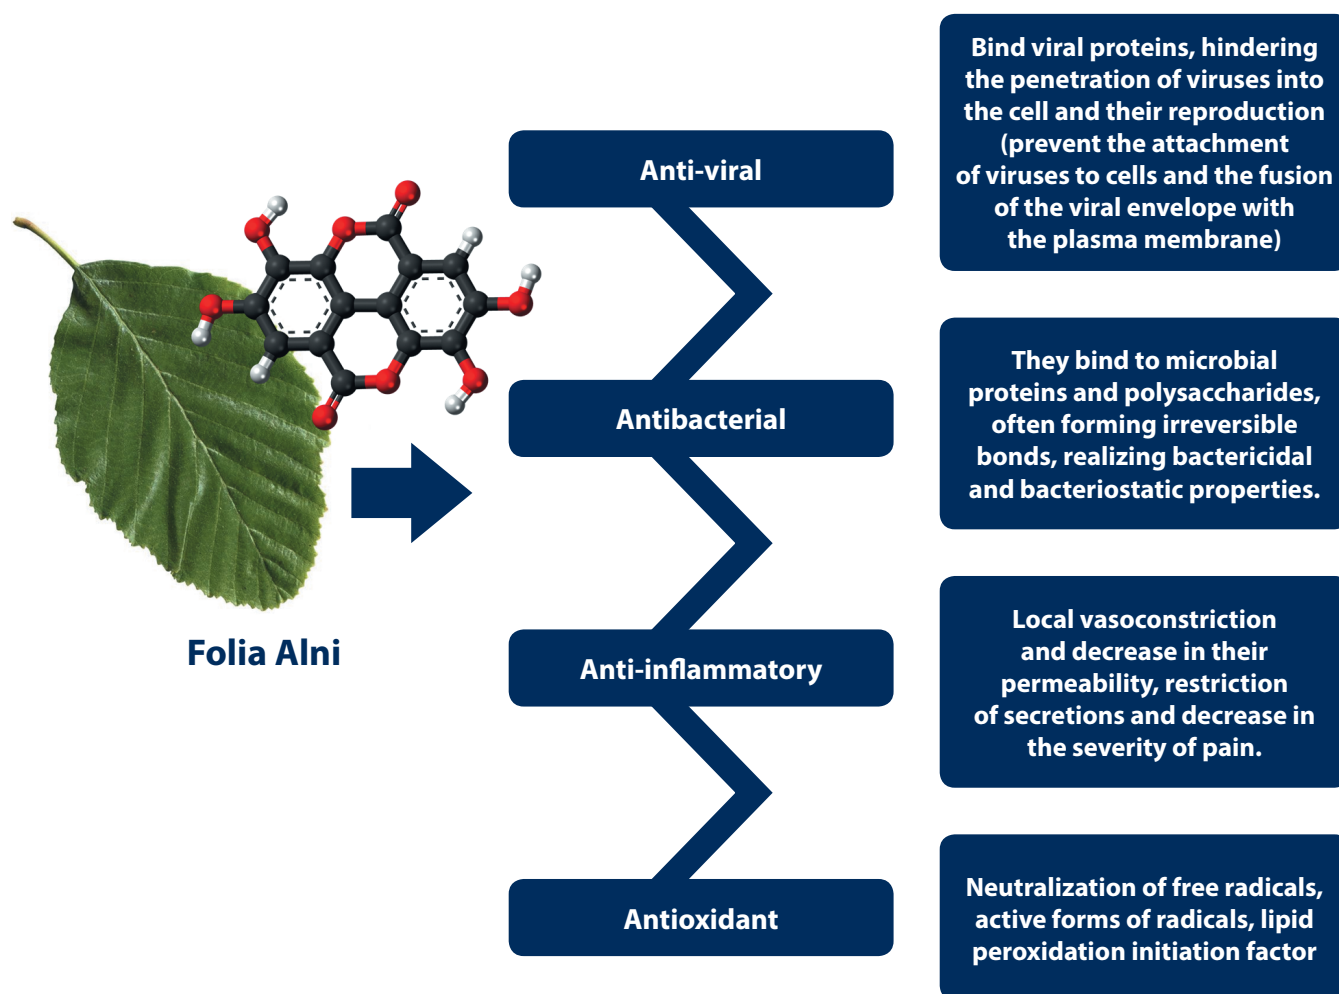 Bind viral proteins, hindering
the penetration of viruses into
the cell and their reproduction
(prevent the attachment
of viruses to cells and the fusion
of the viral envelope with
the plasma membrane)
Anti-viral
They bind to microbial
proteins and polysaccharides,
often forming irreversible
bonds, realizing bactericidal
and bacteriostatic properties.
Antibacterial
Folia Alni
Local vasoconstriction
and decrease in their
permeability, restriction
of secretions and decrease in
the severity of pain.
Anti-inflammatory
Neutralization of free radicals,
active forms of radicals, lipid
peroxidation initiation factor
Antioxidant